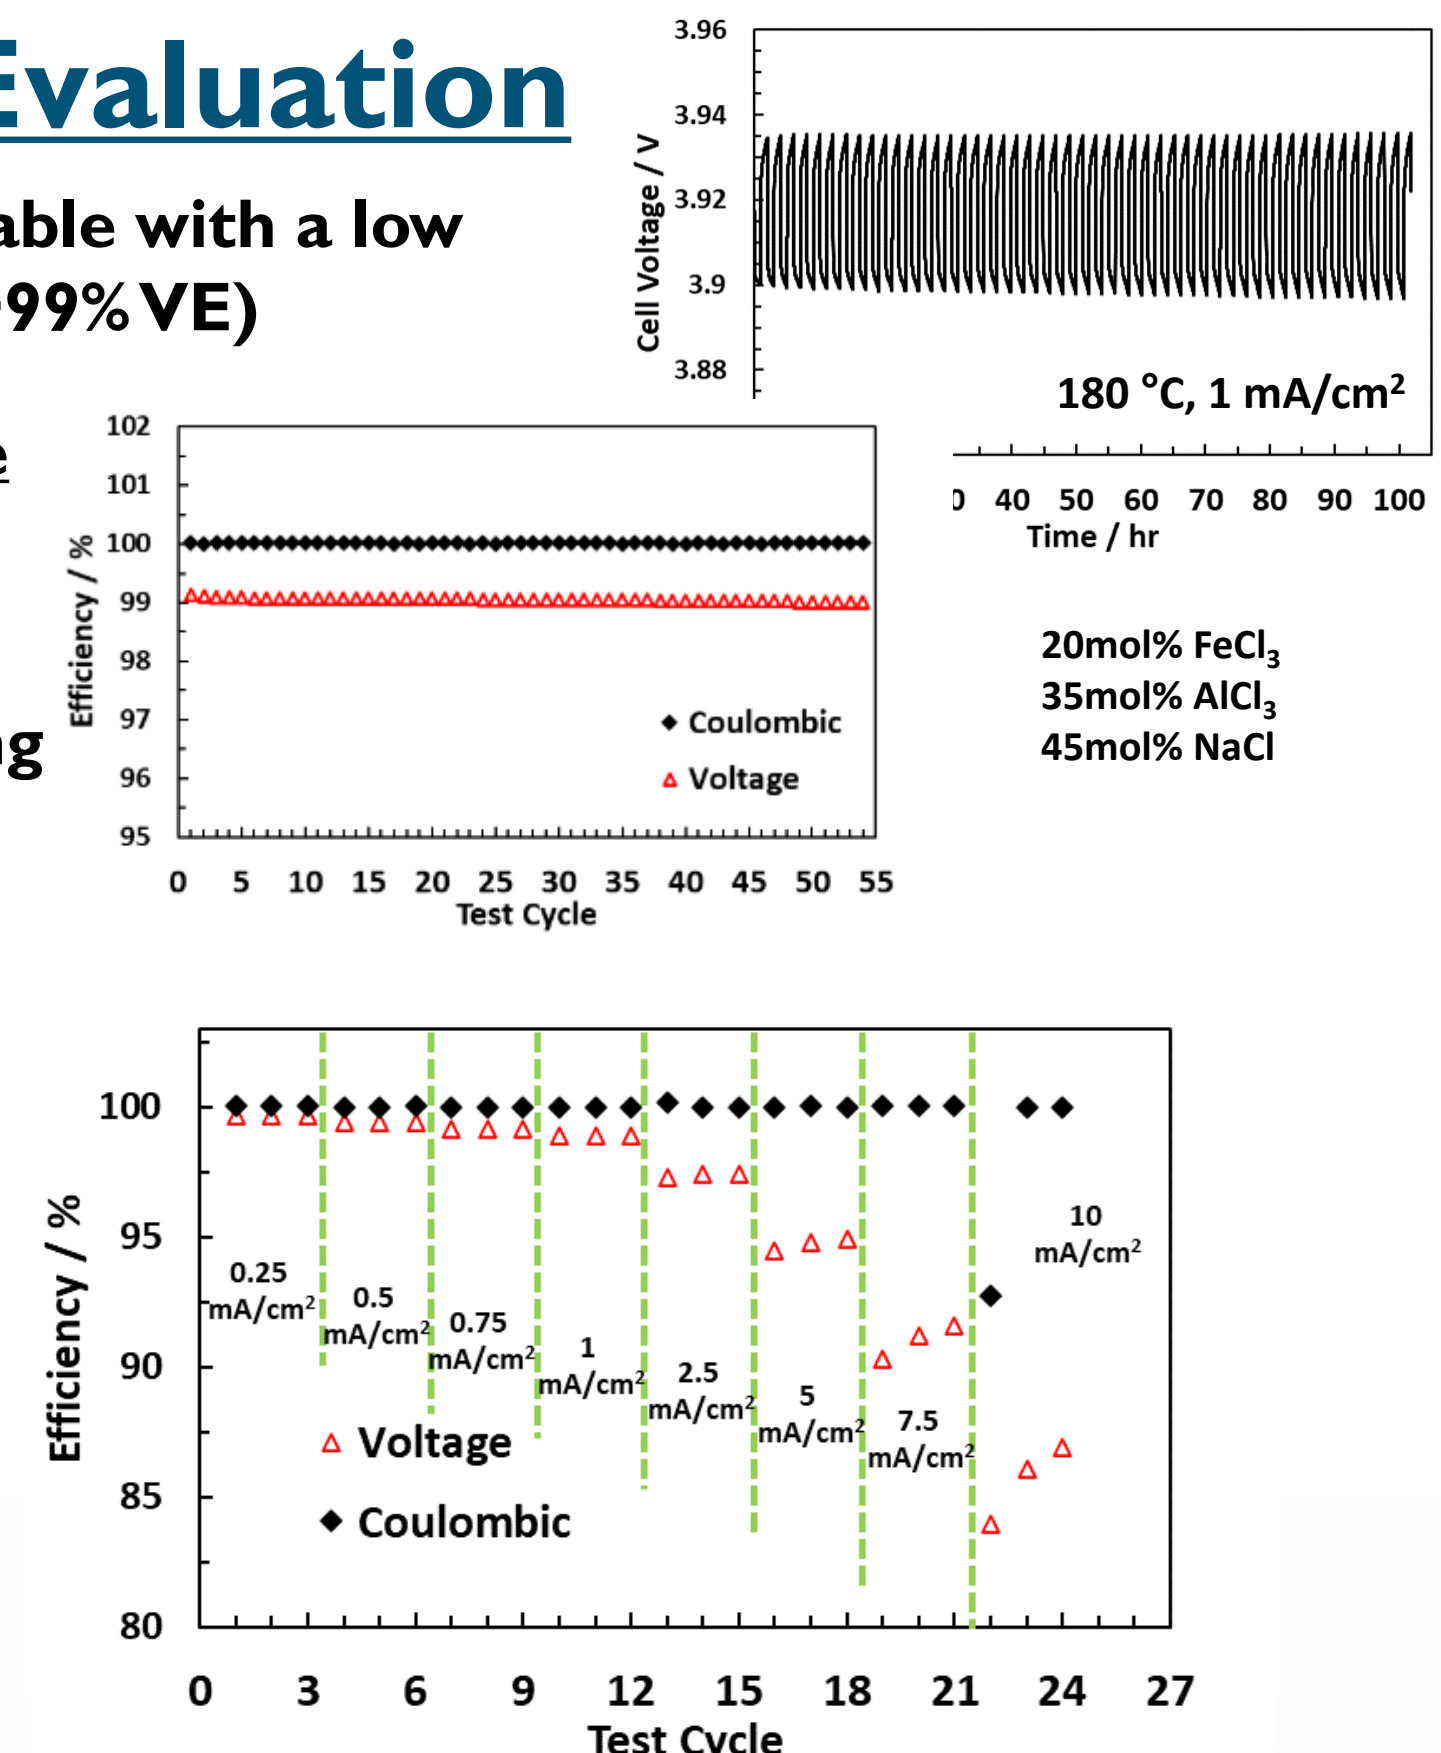 Evaluation
able with a low
99% VE)
e
ng
3.96
3.94
3.92
3.9
3.88
Cell Voltage / V
180 °C, 1 mA/cm²
0 40 50 60 70 80 90 100
Time / hr
102
101
100
99
98
97
96
95
Efficiency / %
Coulombic
Voltage
0 5 10 15 20 25 30 35 40 45 50 55
Test Cycle
20mol% FeCl₃
35mol% AlCl₃
45mol% NaCl
100
95
90
85
80
Efficiency / %
0.25
mA/cm²
0.5
mA/cm²
0.75
mA/cm²
1
mA/cm²
2.5
mA/cm²
5
mA/cm²
7.5
mA/cm²
10
mA/cm²
Voltage
Coulombic
0 3 6 9 12 15 18 21 24 27
Test Cycle